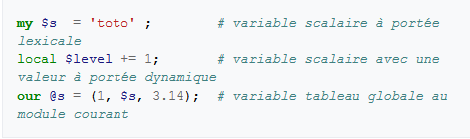 my $s  = 'toto' ;         # variable scalaire à portée
lexicale
local $level += 1;        # variable scalaire avec une
valeur à portée dynamique
our @s = (1, $s, 3.14);  # variable tableau globale au
module courant